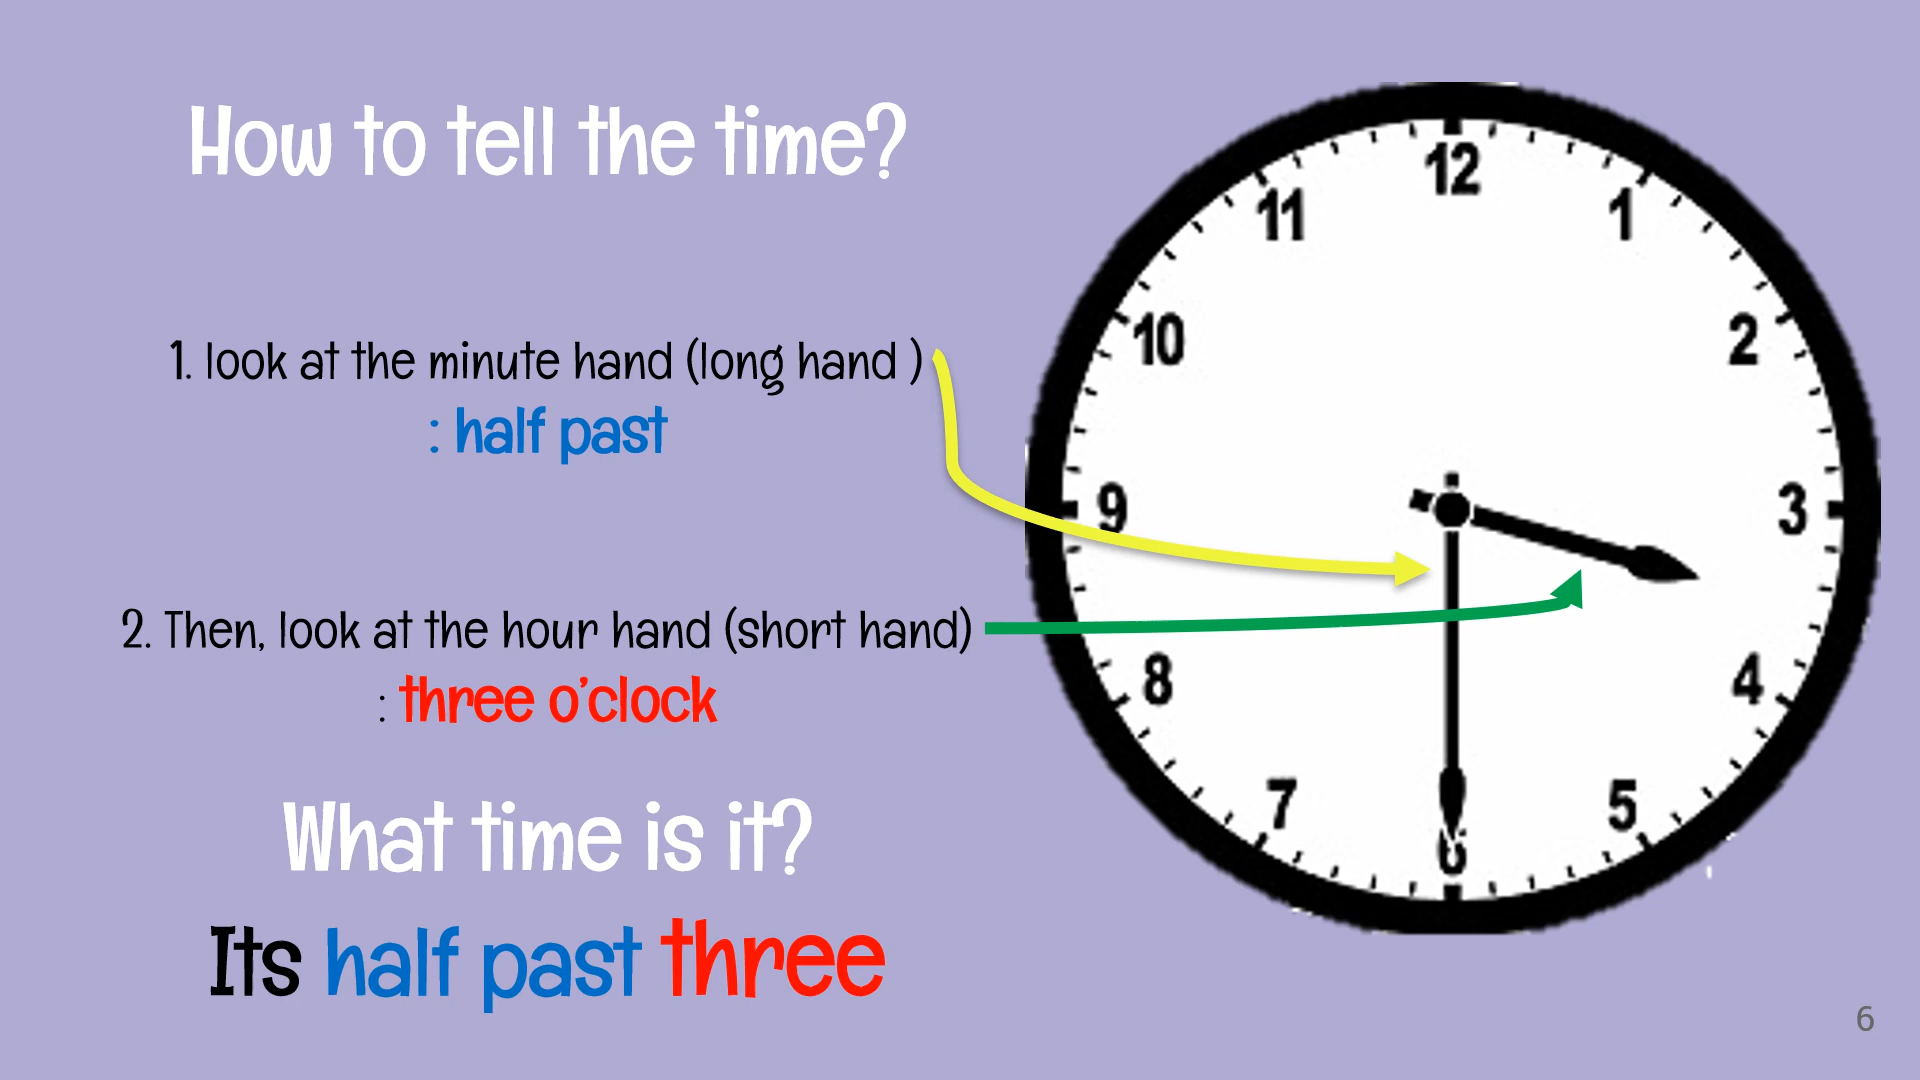 How to tell the time?
1. look at the minute hand (long hand )
: half past
2. Then, look at the hour hand (short hand)
: three o'clock
What time is it?
Its half past three
12
1
2
3
4
5
6
7
8
9
10
11
6